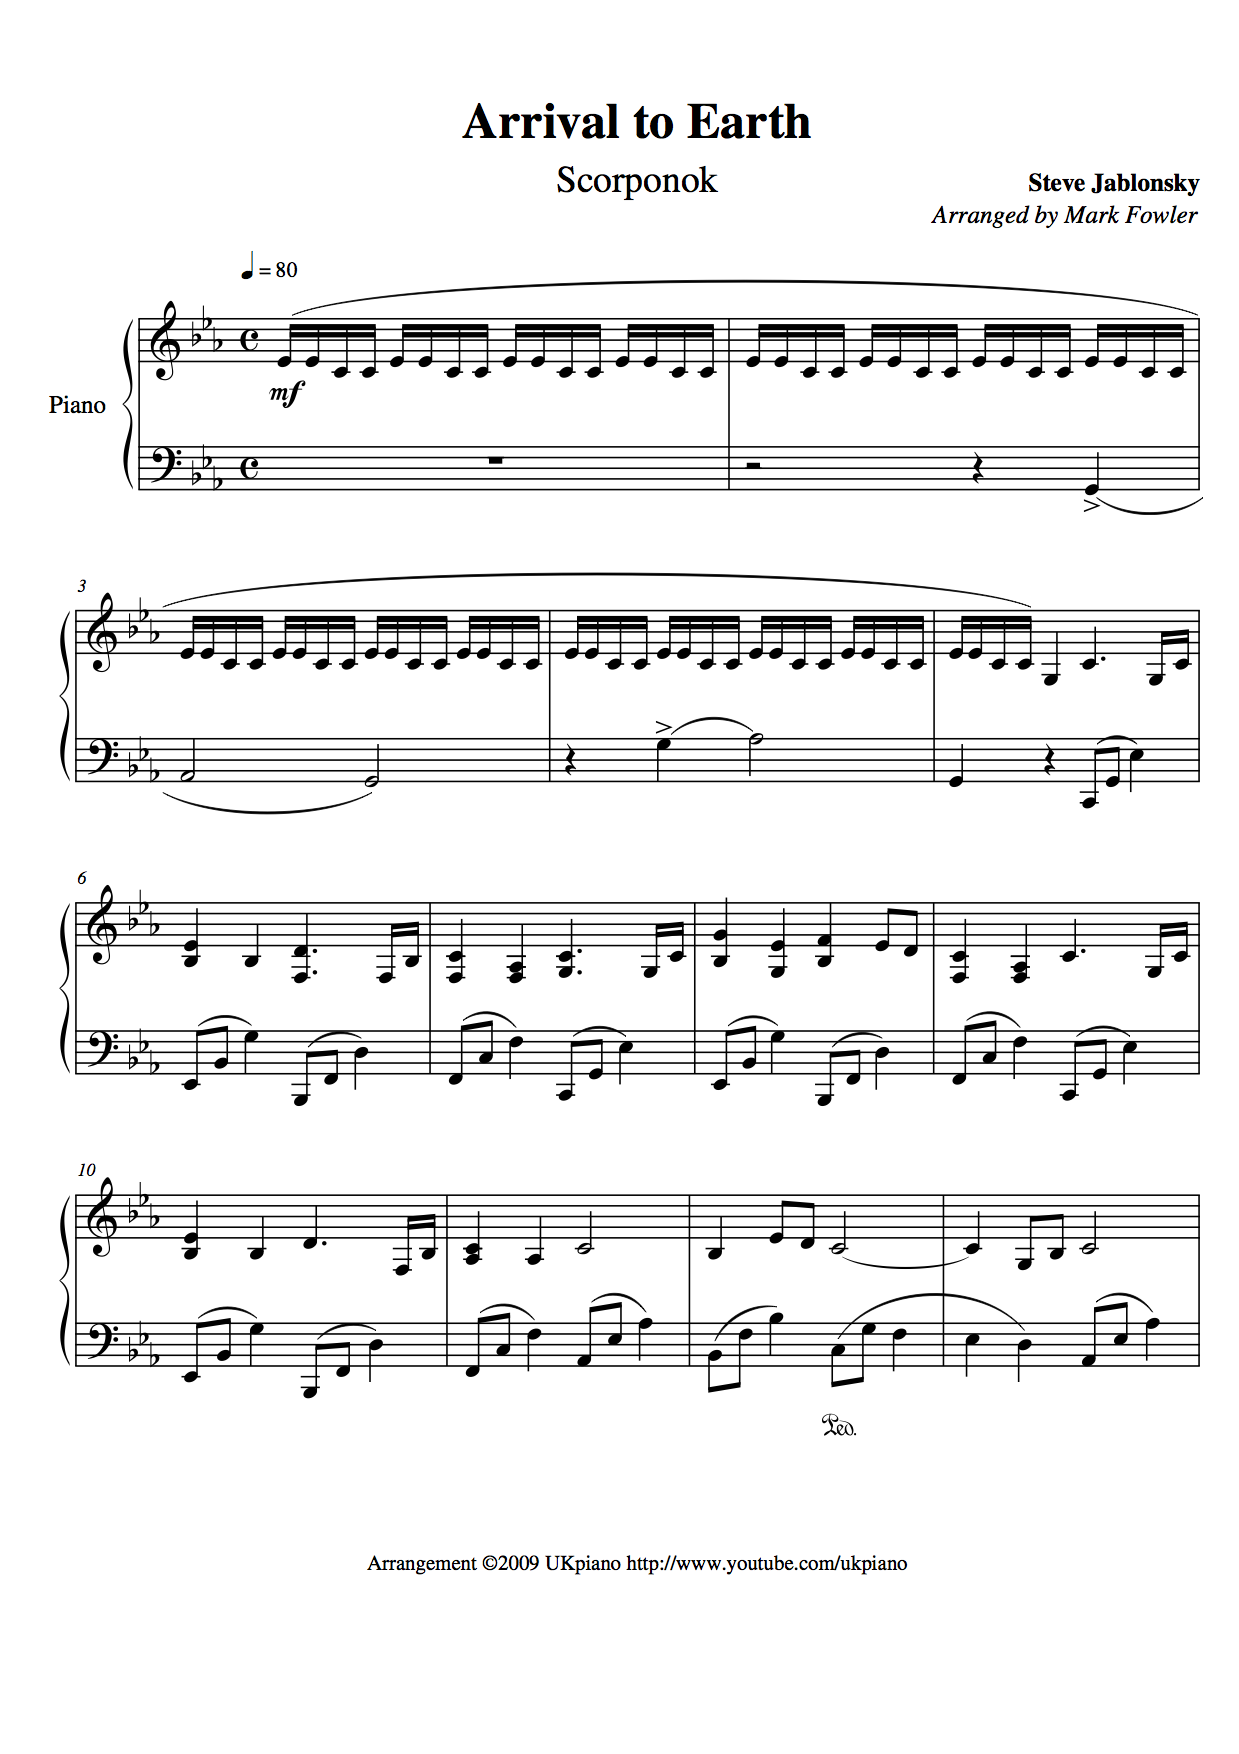 Arrival to Earth
Scorponok
Steve Jablonsky
Arranged by Mark Fowler
= 80
mf
Piano
3
6
10
Ped.
Arrangement ©2009 UKpiano http://www.youtube.com/ukpiano